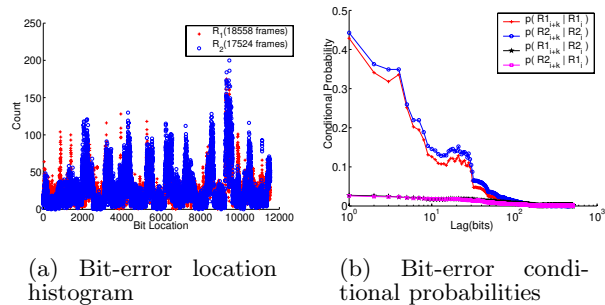 R1(18558 frames)
R2(17524 frames)
250
200
150
100
50
0
Count
0 2000 4000 6000 8000 10000 12000
Bit Location
(a) Bit-error location
histogram
p( R1i+k | R1i)
p( R2i+k | R2i)
p( R1i+k | R2i)
p( R2i+k | R1i)
0.5
0.4
0.3
0.2
0.1
0
Conditional Probability
10^0 10^1 10^2 10^3
Lag(bits)
(b) Bit-error condi-
tional probabilities